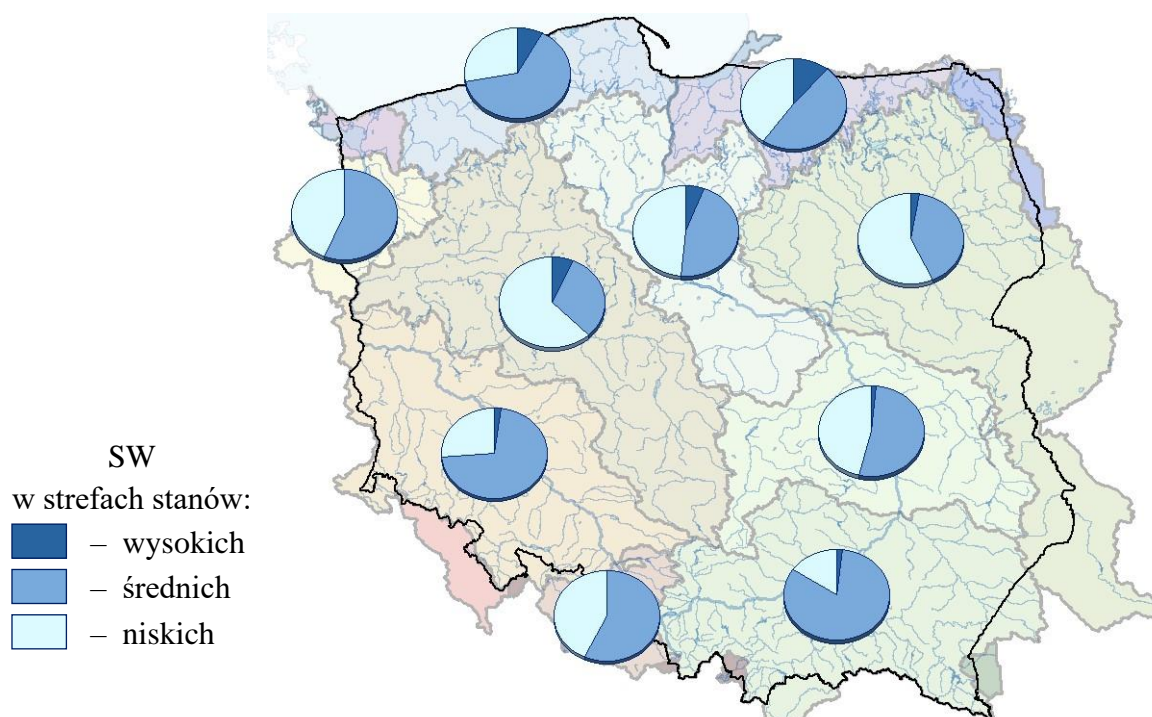 SW
w strefach stanów:
– wysokich
– średnich
– niskich